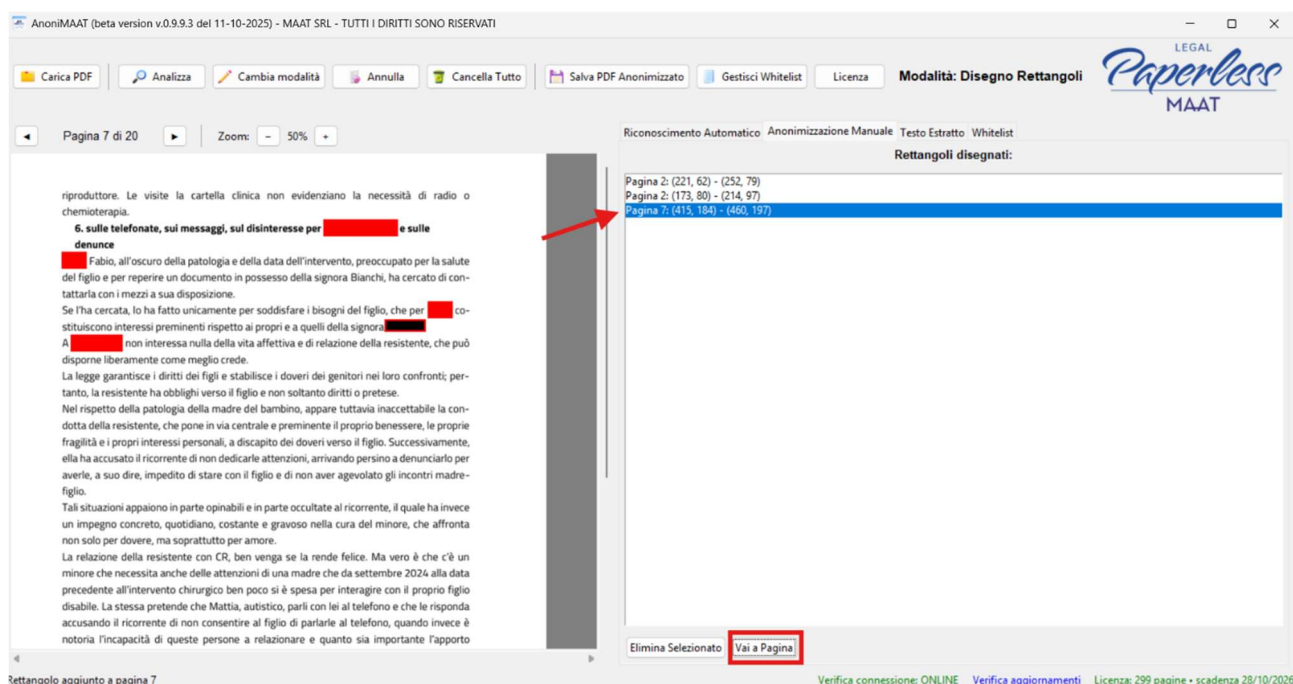 AnoniMAAT (beta version v.0.9.9.3 del 11-10-2025) - MAAT SRL - TUTTI I DIRITTI SONO RISERVATI
Carica PDF Analizza Cambia modalità Annulla Cancella Tutto Salva PDF Anonimizzato Gestisci Whitelist Licenza Modalità: Disegno Rettangoli
LEGAL
Paperless
MAAT
Pagina 7 di 20 Zoom: - 50% +
riproduttore. Le visite la cartella clinica non evidenziano la necessità di radio o
chemioterapia.
6. sulle telefonate, sui messaggi, sul disinteresse per e sulle
denunce
Fabio, all'oscuro della patologia e della data dell'intervento, preoccupato per la salute
del figlio e per reperire un documento in possesso della signora Bianchi, ha cercato di con-
tattarla con i mezzi a sua disposizione.
Se l'ha cercata, lo ha fatto unicamente per soddisfare i bisogni del figlio, che per co-
stituiscono interessi preminenti rispetto ai propri e a quelli della signora
A non interessa nulla della vita affettiva e di relazione della resistente, che può
disporne liberamente come meglio crede.
La legge garantisce i diritti dei figli e stabilisce i doveri dei genitori nei loro confronti; per-
tanto, la resistente ha obblighi verso il figlio e non soltanto diritti o pretese.
Nel rispetto della patologia della madre del bambino, appare tuttavia inaccettabile la con-
dotta della resistente, che pone in via centrale e preminente il proprio benessere, le proprie
fragilità e i propri interessi personali, a discapito dei doveri verso il figlio. Successivamente,
ella ha accusato il ricorrente di non dedicarle attenzioni, arrivando persino a denunciarlo per
averle, a suo dire, impedito di stare con il figlio e di non aver agevolato gli incontri madre-
figlio.
Tali situazioni appaiono in parte opinabili e in parte occultate al ricorrente, il quale ha invece
un impegno concreto, quotidiano, costante e gravoso nella cura del minore, che affronta
non solo per dovere, ma soprattutto per amore.
La relazione della resistente con CR, ben venga se la rende felice. Ma vero è che c'è un
minore che necessita anche delle attenzioni di una madre che da settembre 2024 alla data
precedente all'intervento chirurgico ben poco si è spesa per interagire con il proprio figlio
disabile. La stessa pretende che Mattia, autistico, parli con lei al telefono e che le risponda
accusando il ricorrente di non consentire al figlio di parlarle al telefono, quando invece è
notoria l'incapacità di queste persone a relazionare e quanto sia importante l'apporto
Riconoscimento Automatico Anonimizzazione Manuale Testo Estratto Whitelist
Rettangoli disegnati:
Pagina 2: (221, 62) - (252, 79)
Pagina 2: (173, 80) - (214, 97)
Pagina 7: (415, 184) - (460, 197)
Elimina Selezionato Vai a Pagina
Rettangolo aggiunto a pagina 7 Verifica connessione: ONLINE Verifica aggiornamenti Licenza: 299 pagine • scadenza 28/10/2026